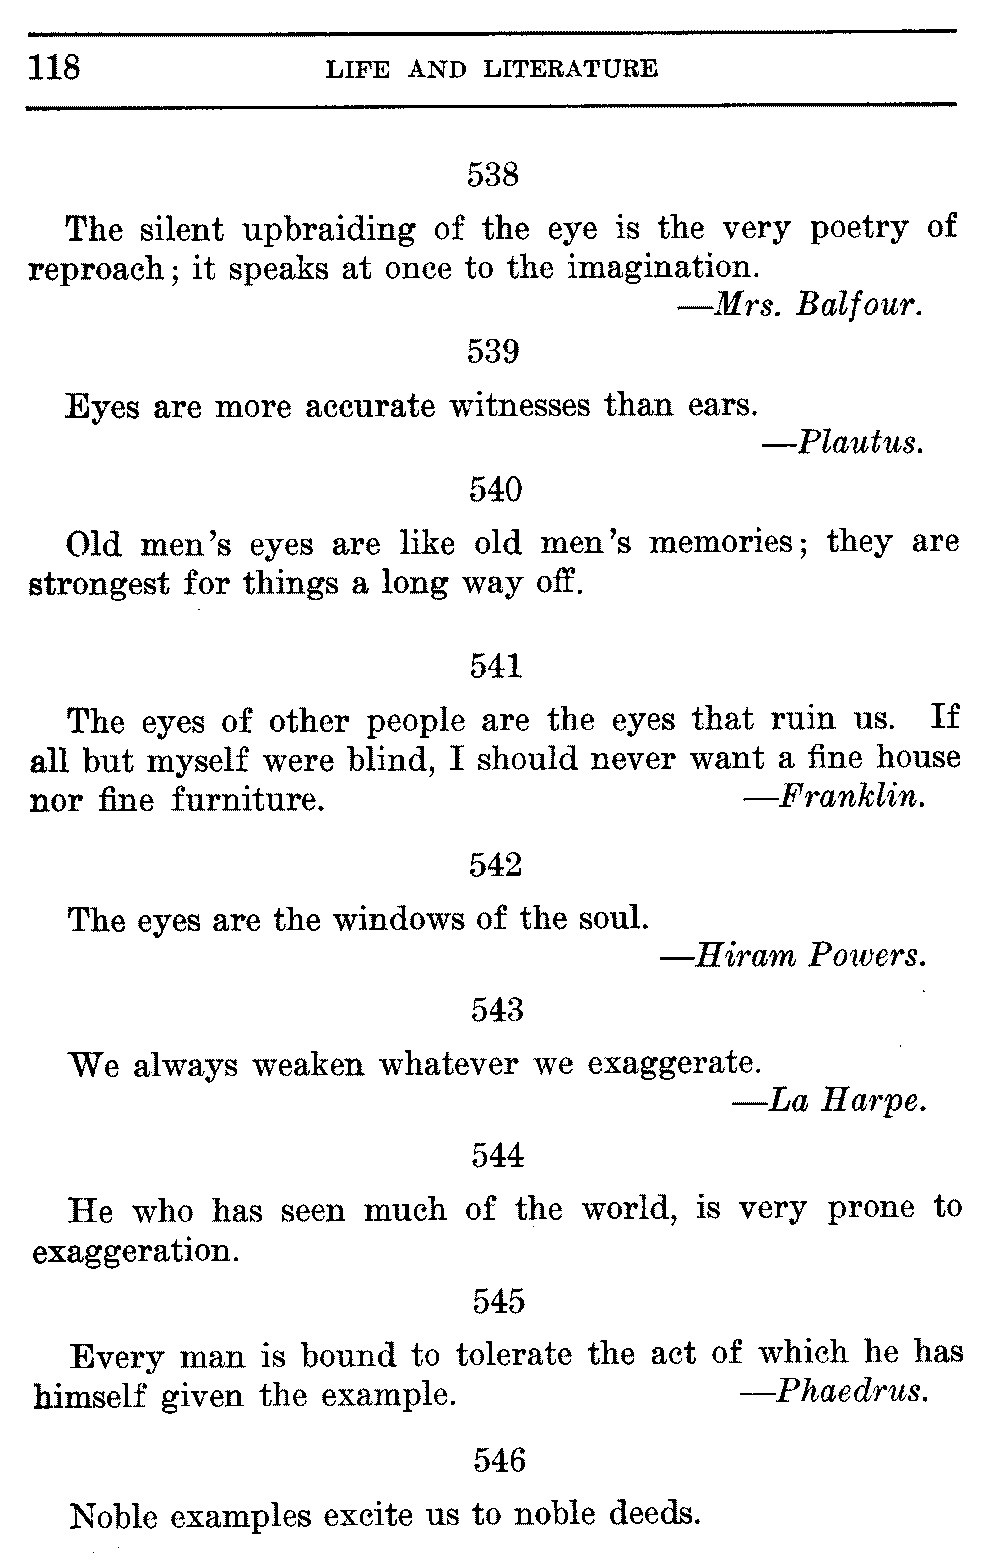 118 LIFE AND LITERATURE
538
The silent upbraiding of the eye is the very poetry of
reproach; it speaks at once to the imagination.
—Mrs. Balfour.
539
Eyes are more accurate witnesses than ears.
—Plautus.
540
Old men's eyes are like old men's memories; they are
strongest for things a long way off.
541
The eyes of other people are the eyes that ruin us. If
all but myself were blind, I should never want a fine house
nor fine furniture. —Franklin.
542
The eyes are the windows of the soul.
—Hiram Powers.
543
We always weaken whatever we exaggerate.
—La Harpe.
544
He who has seen much of the world, is very prone to
exaggeration.
545
Every man is bound to tolerate the act of which he has
himself given the example. —Phaedrus.
546
Noble examples excite us to noble deeds.